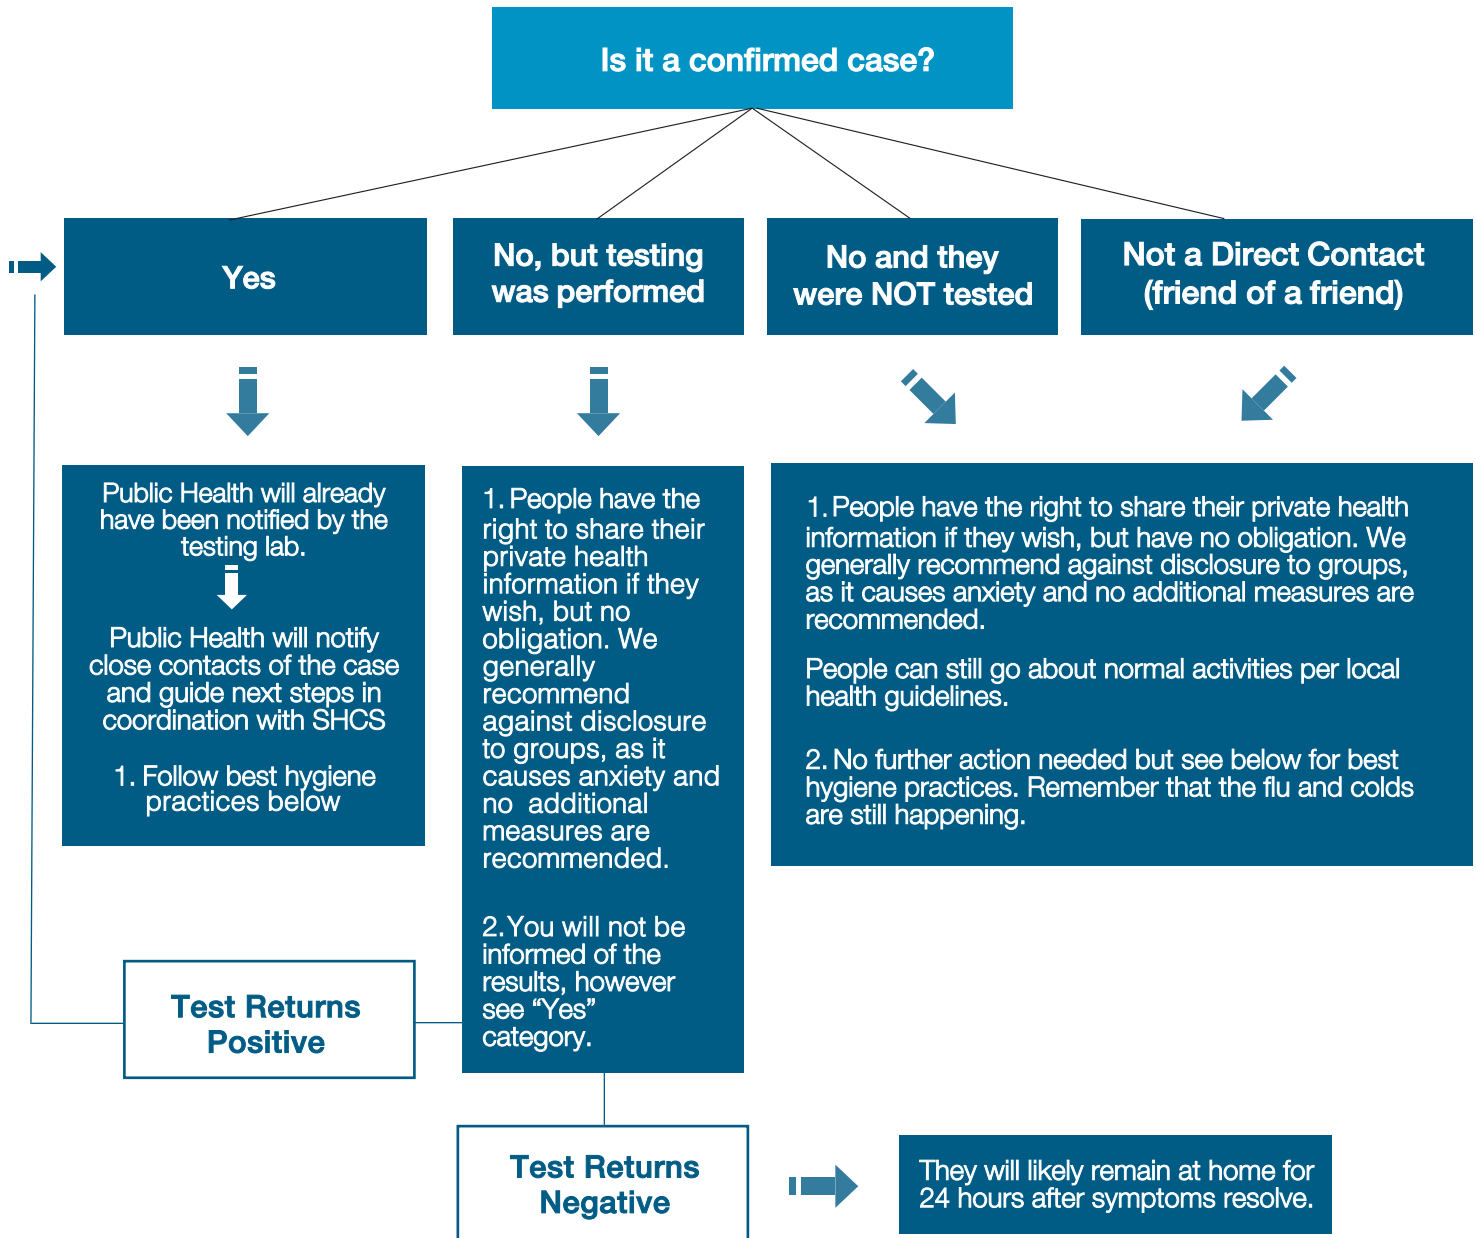 Is it a confirmed case?
Yes
No, but testing
was performed
No and they
were NOT tested
Not a Direct Contact
(friend of a friend)
Public Health will already
have been notified by the
testing lab.
Public Health will notify
close contacts of the case
and guide next steps in
coordination with SHCS
1. Follow best hygiene
practices below
1. People have the
right to share their
private health
information if they
wish, but no
obligation. We
generally
recommend
against disclosure
to groups, as it
causes anxiety and
no additional
measures are
recommended.
2. You will not be
informed of the
results, however
see “Yes”
category.
1. People have the right to share their private health
information if they wish, but have no obligation. We
generally recommend against disclosure to groups,
as it causes anxiety and no additional measures are
recommended.
People can still go about normal activities per local
health guidelines.
2. No further action needed but see below for best
hygiene practices. Remember that the flu and colds
are still happening.
Test Returns
Positive
Test Returns
Negative
They will likely remain at home for
24 hours after symptoms resolve.